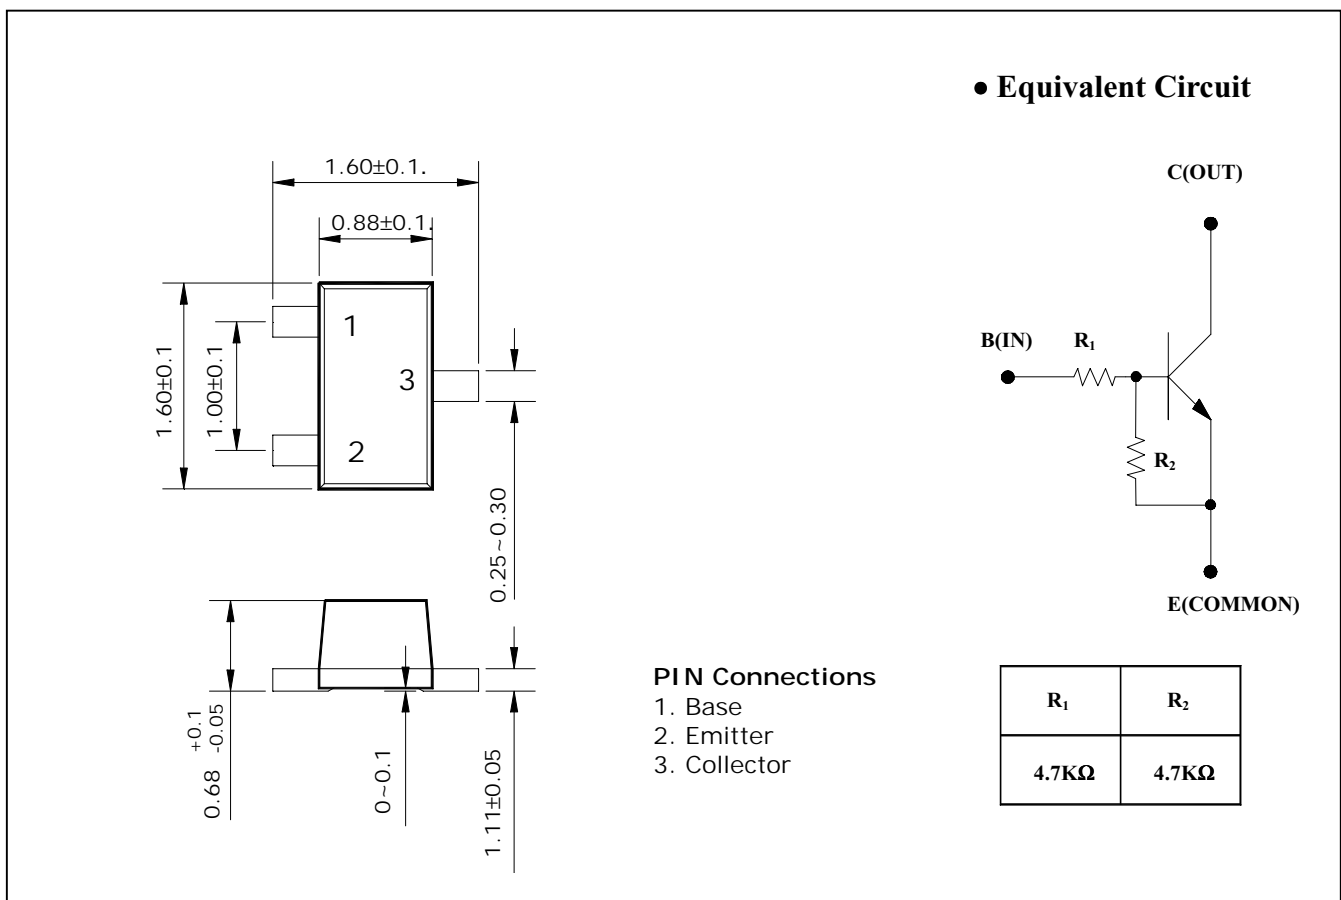 ● Equivalent Circuit
1.60±0.1.
0.88±0.1.
1.60±0.1
1.00±0.1
1
2
3
0.25~0.30
C(OUT)
B(IN)
R₁
R₂
E(COMMON)
0.68 +0.1 -0.05
0~0.1
1.11±0.05
PIN Connections
1. Base
2. Emitter
3. Collector
R₁ R₂
4.7KΩ 4.7KΩ